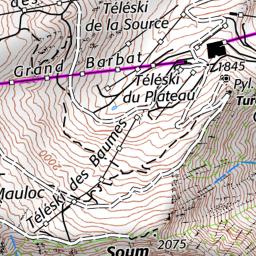 des
Téléski
de la Source
Grand Barbat
Téléski
du Plateau
1845
Pyl.
Tur
Téléski des Baumes
2000
Mauloc
Soum
2075